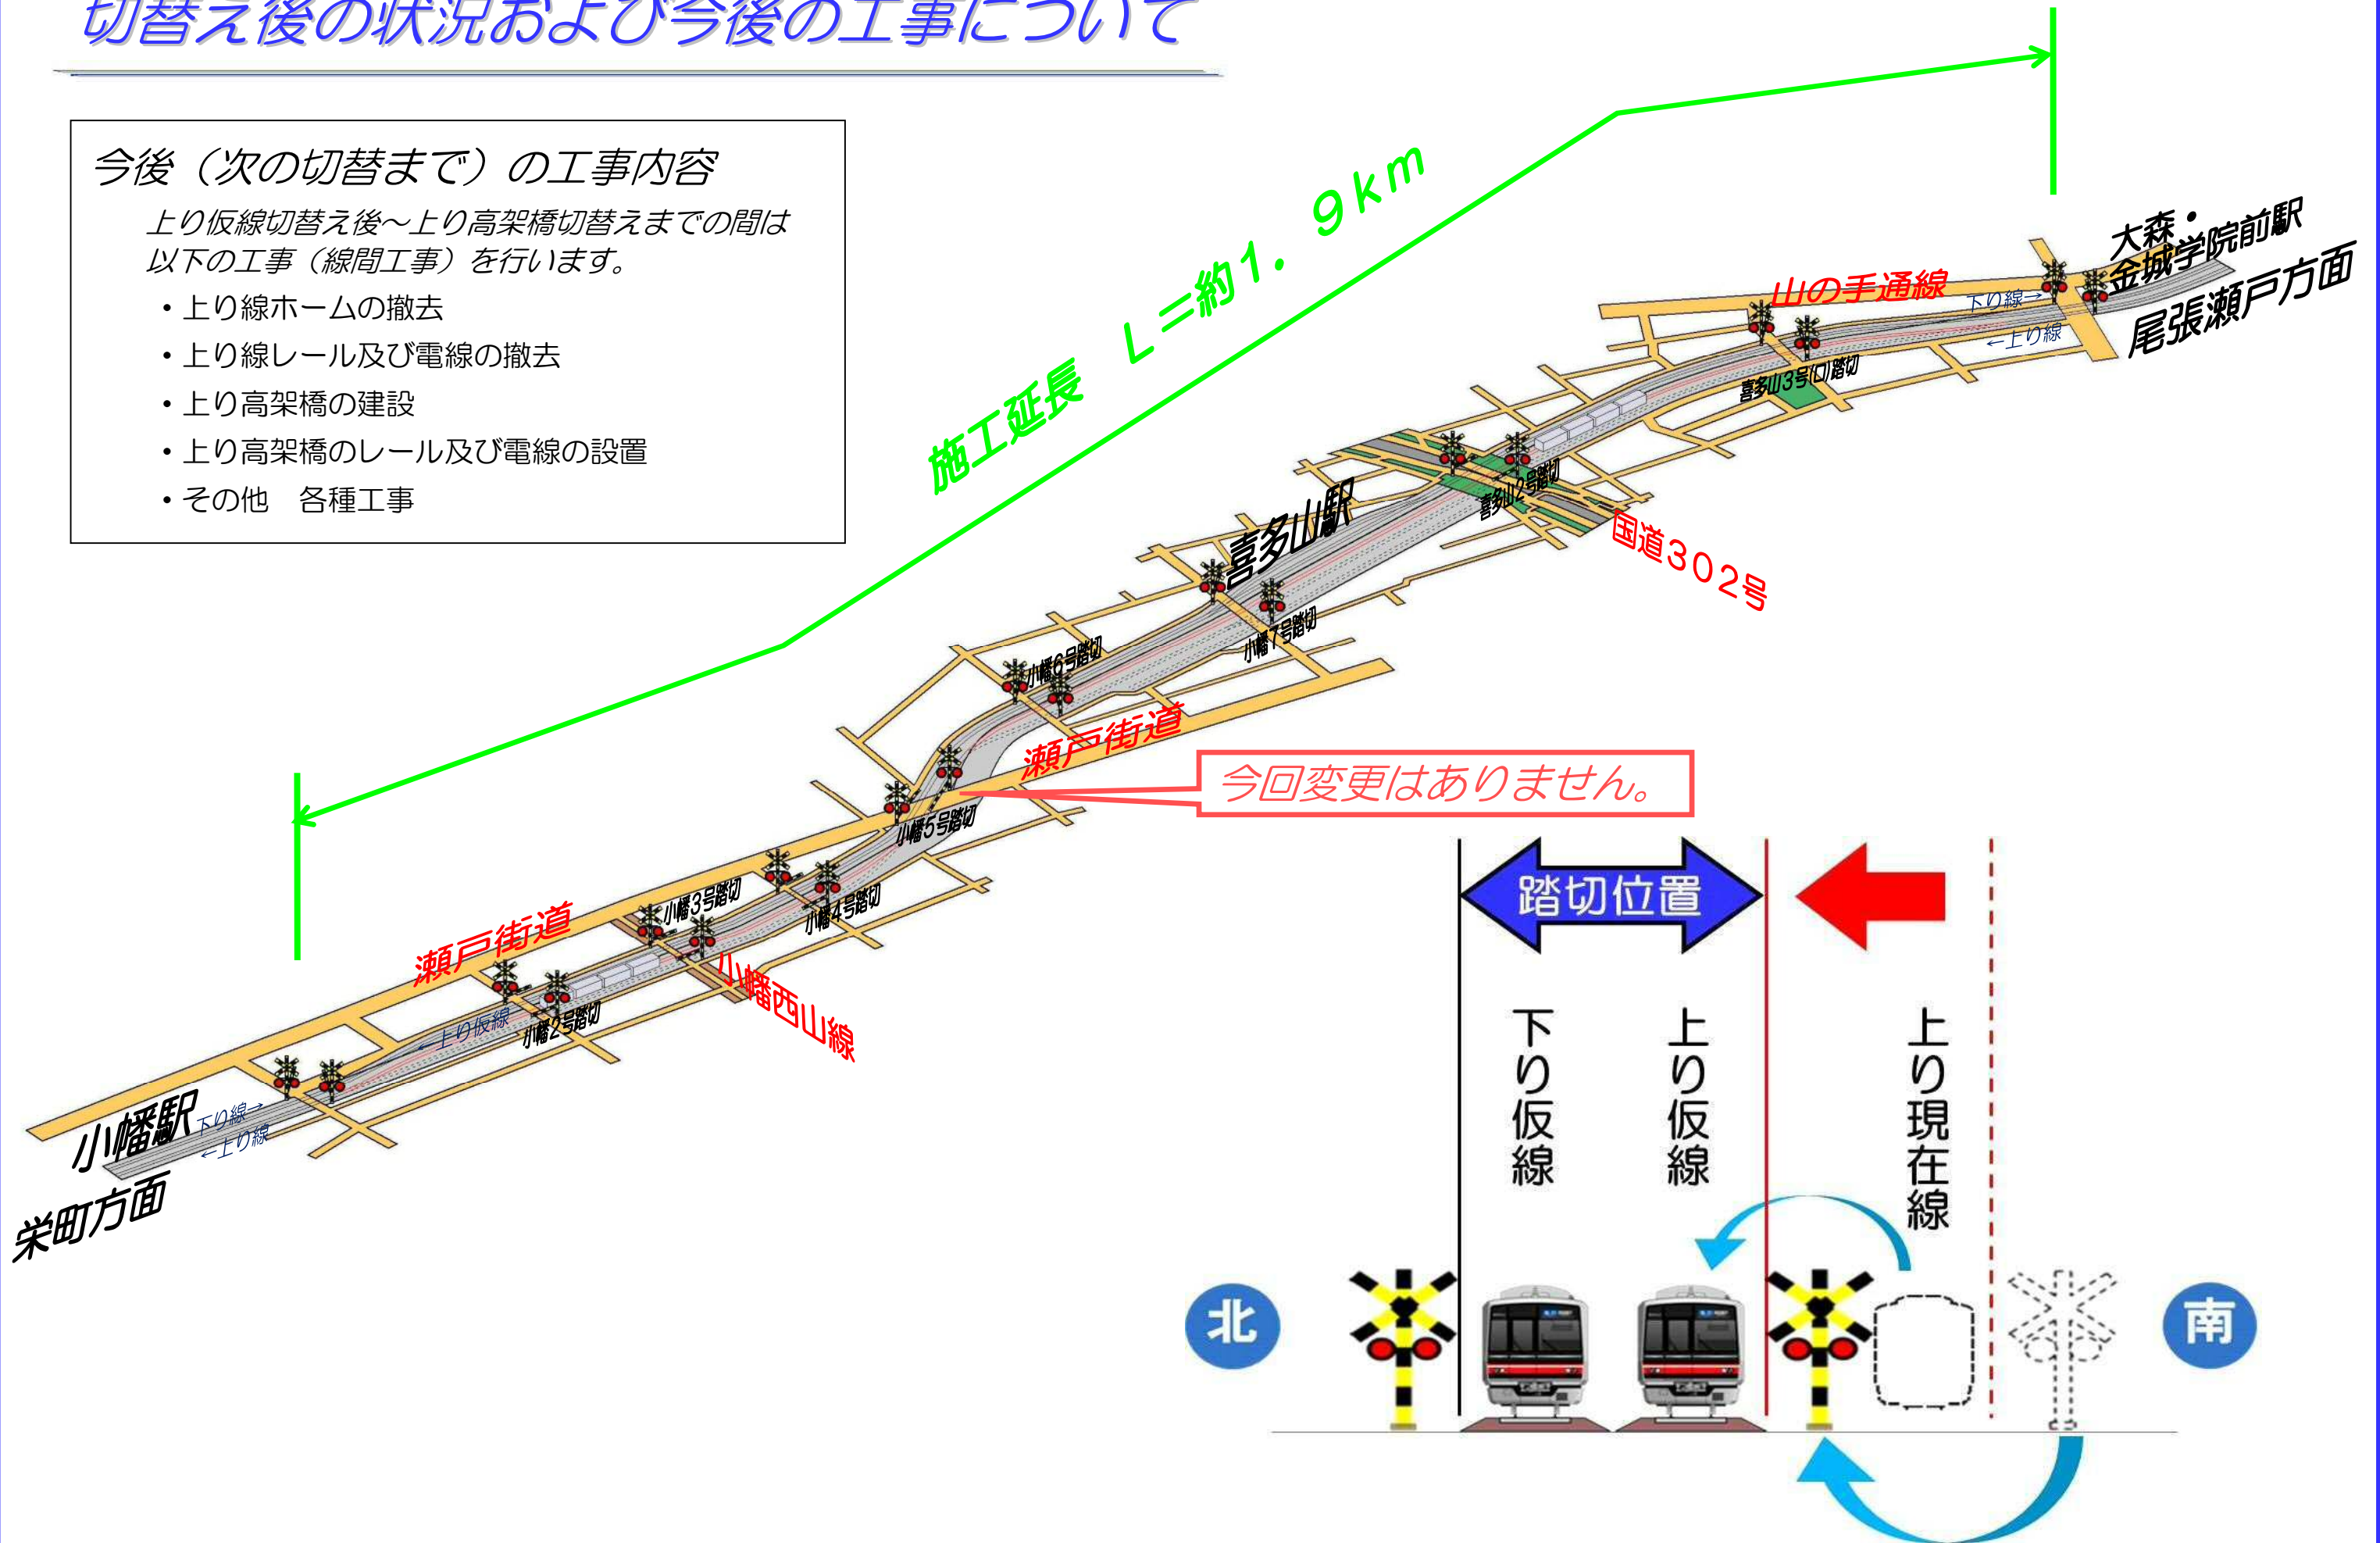 切替え後の状況および今後の工事について
今後（次の切替まで）の工事内容
上り仮線切替え後～上り高架橋切替えまでの間は
以下の工事（線間工事）を行います。
・上り線ホームの撤去
・上り線レール及び電線の撤去
・上り高架橋の建設
・上り高架橋のレール及び電線の設置
・その他　各種工事
施工延長　L＝約１．９ｋｍ
大森・
金城学院前駅
尾張瀬戸方面
山の手通線
下り線→
←上り線
喜多山3号(ロ)踏切
喜多山2号踏切
国道３０２号
喜多山駅
小幡7号踏切
小幡6号踏切
瀬戸街道
今回変更はありません。
小幡5号踏切
小幡4号踏切
小幡3号踏切
瀬戸街道
小幡西山線
←上り仮線
小幡2号踏切
小幡駅
下り線→
←上り線
栄町方面
踏切位置
下り仮線
上り仮線
上り現在線
北
南